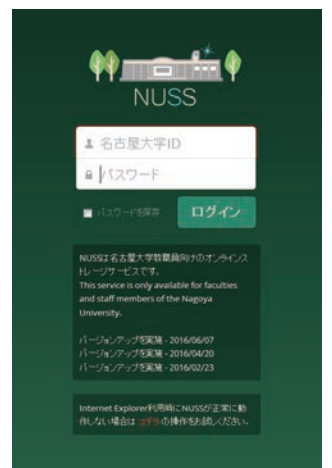 NUSS
名古屋大学ID
パスワード
パスワードを保存
ログイン
NUSSは名古屋大学教職員向けのオンラインス
トレージサービスです。
This service is only available for faculties
and staff members of the Nagoya
University.
バージョンアップを実施 - 2016/06/07
バージョンアップを実施 - 2016/04/20
バージョンアップを実施 - 2016/02/23
Internet Explorer利用時にNUSSが正常に動
作しない場合は コチラ の操作をお試しください。